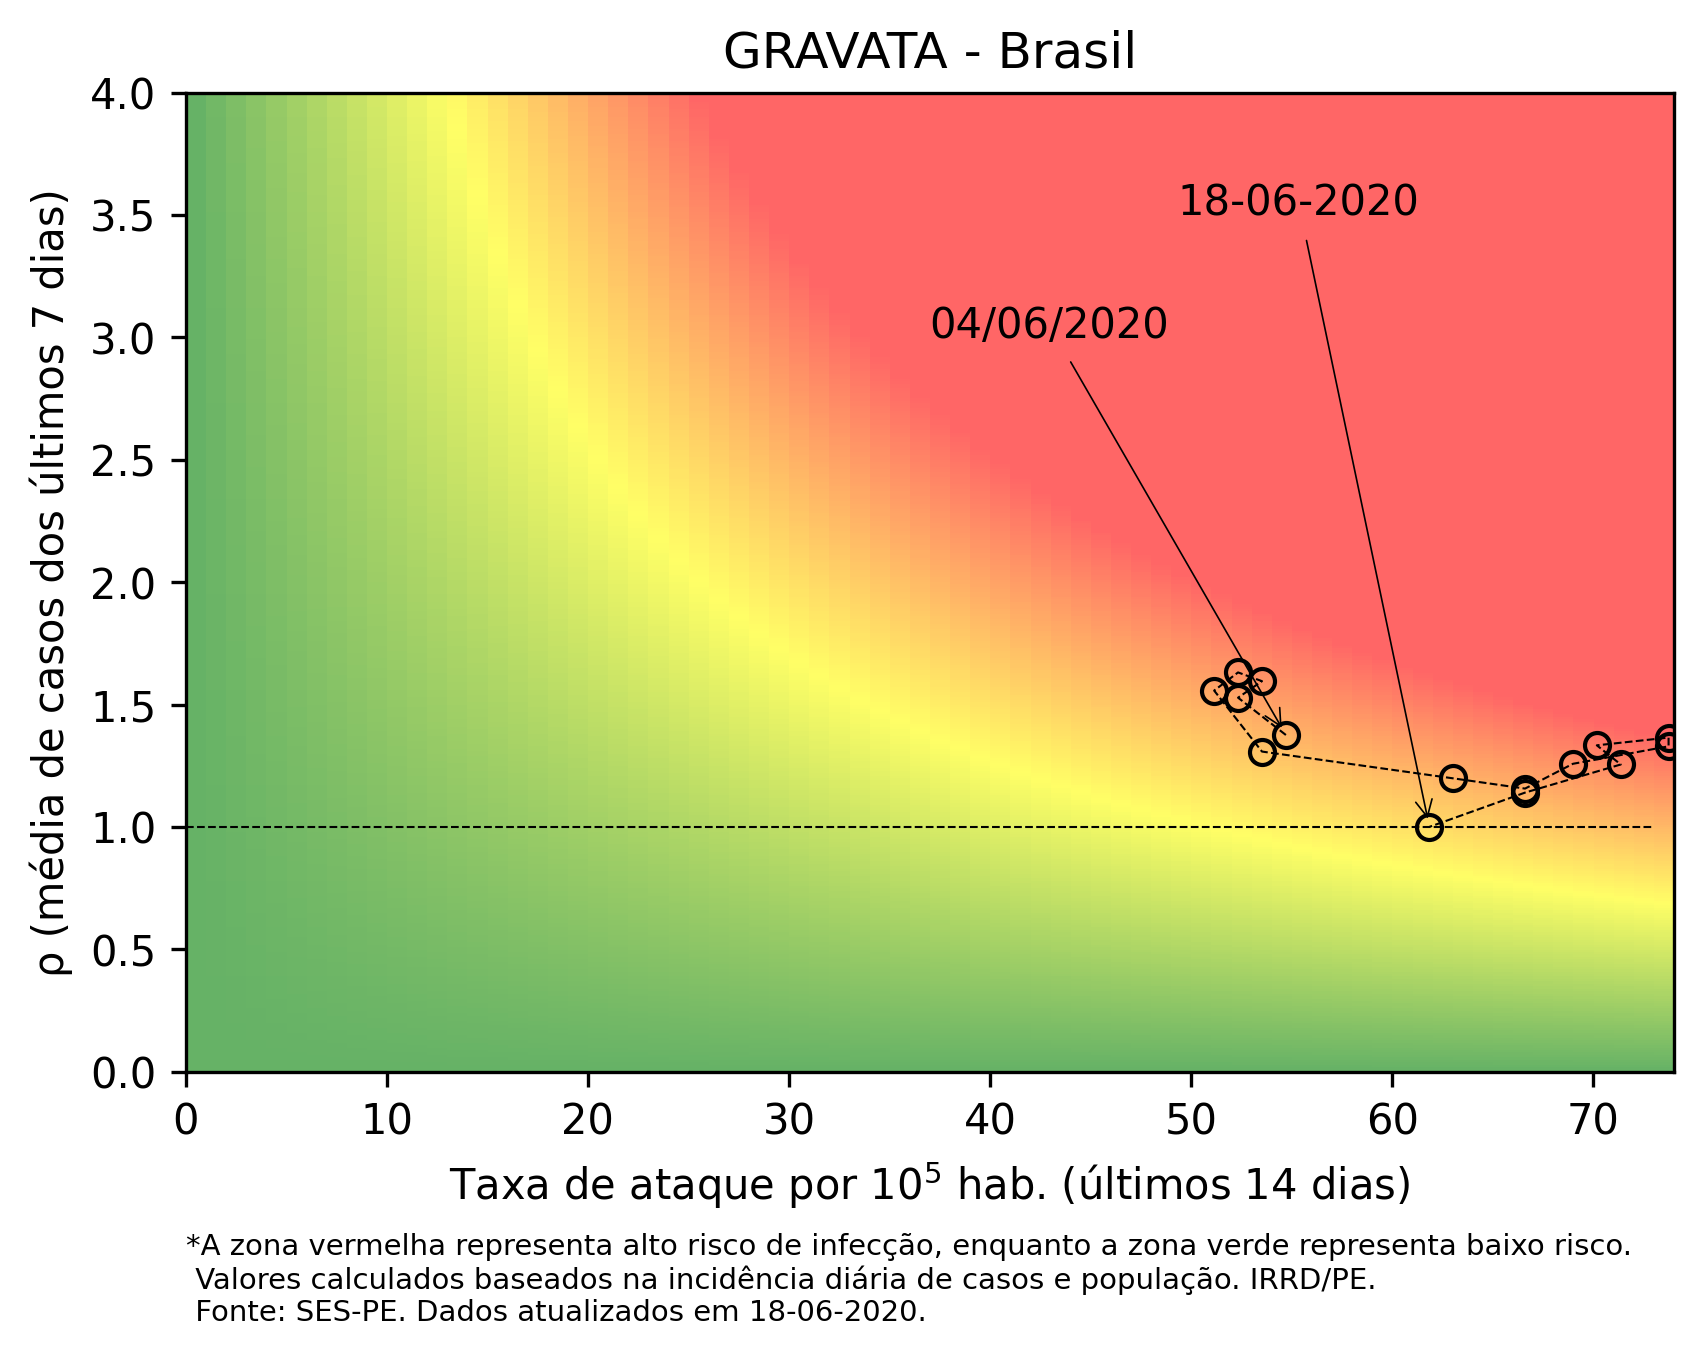 GRAVATA - Brasil
4.0
3.5
3.0
2.5
2.0
1.5
1.0
0.5
0.0
ρ (média de casos dos últimos 7 dias)
18-06-2020
04/06/2020
0 10 20 30 40 50 60 70
Taxa de ataque por 10⁵ hab. (últimos 14 dias)
*A zona vermelha representa alto risco de infecção, enquanto a zona verde representa baixo risco.
Valores calculados baseados na incidência diária de casos e população. IRRD/PE.
Fonte: SES-PE. Dados atualizados em 18-06-2020.